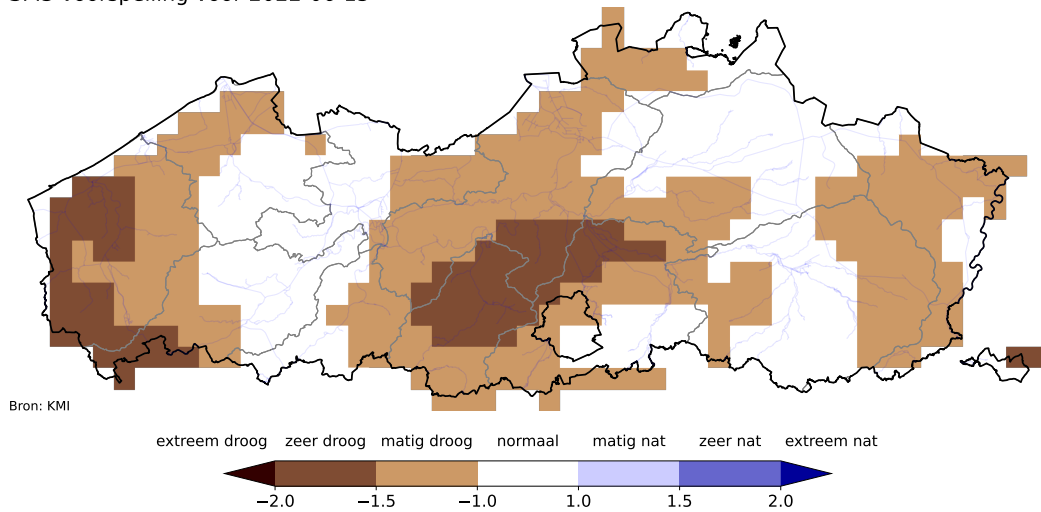 Bron: KMI
extreem droog zeer droog matig droog normaal matig nat zeer nat extreem nat
−2.0 −1.5 −1.0 1.0 1.5 2.0